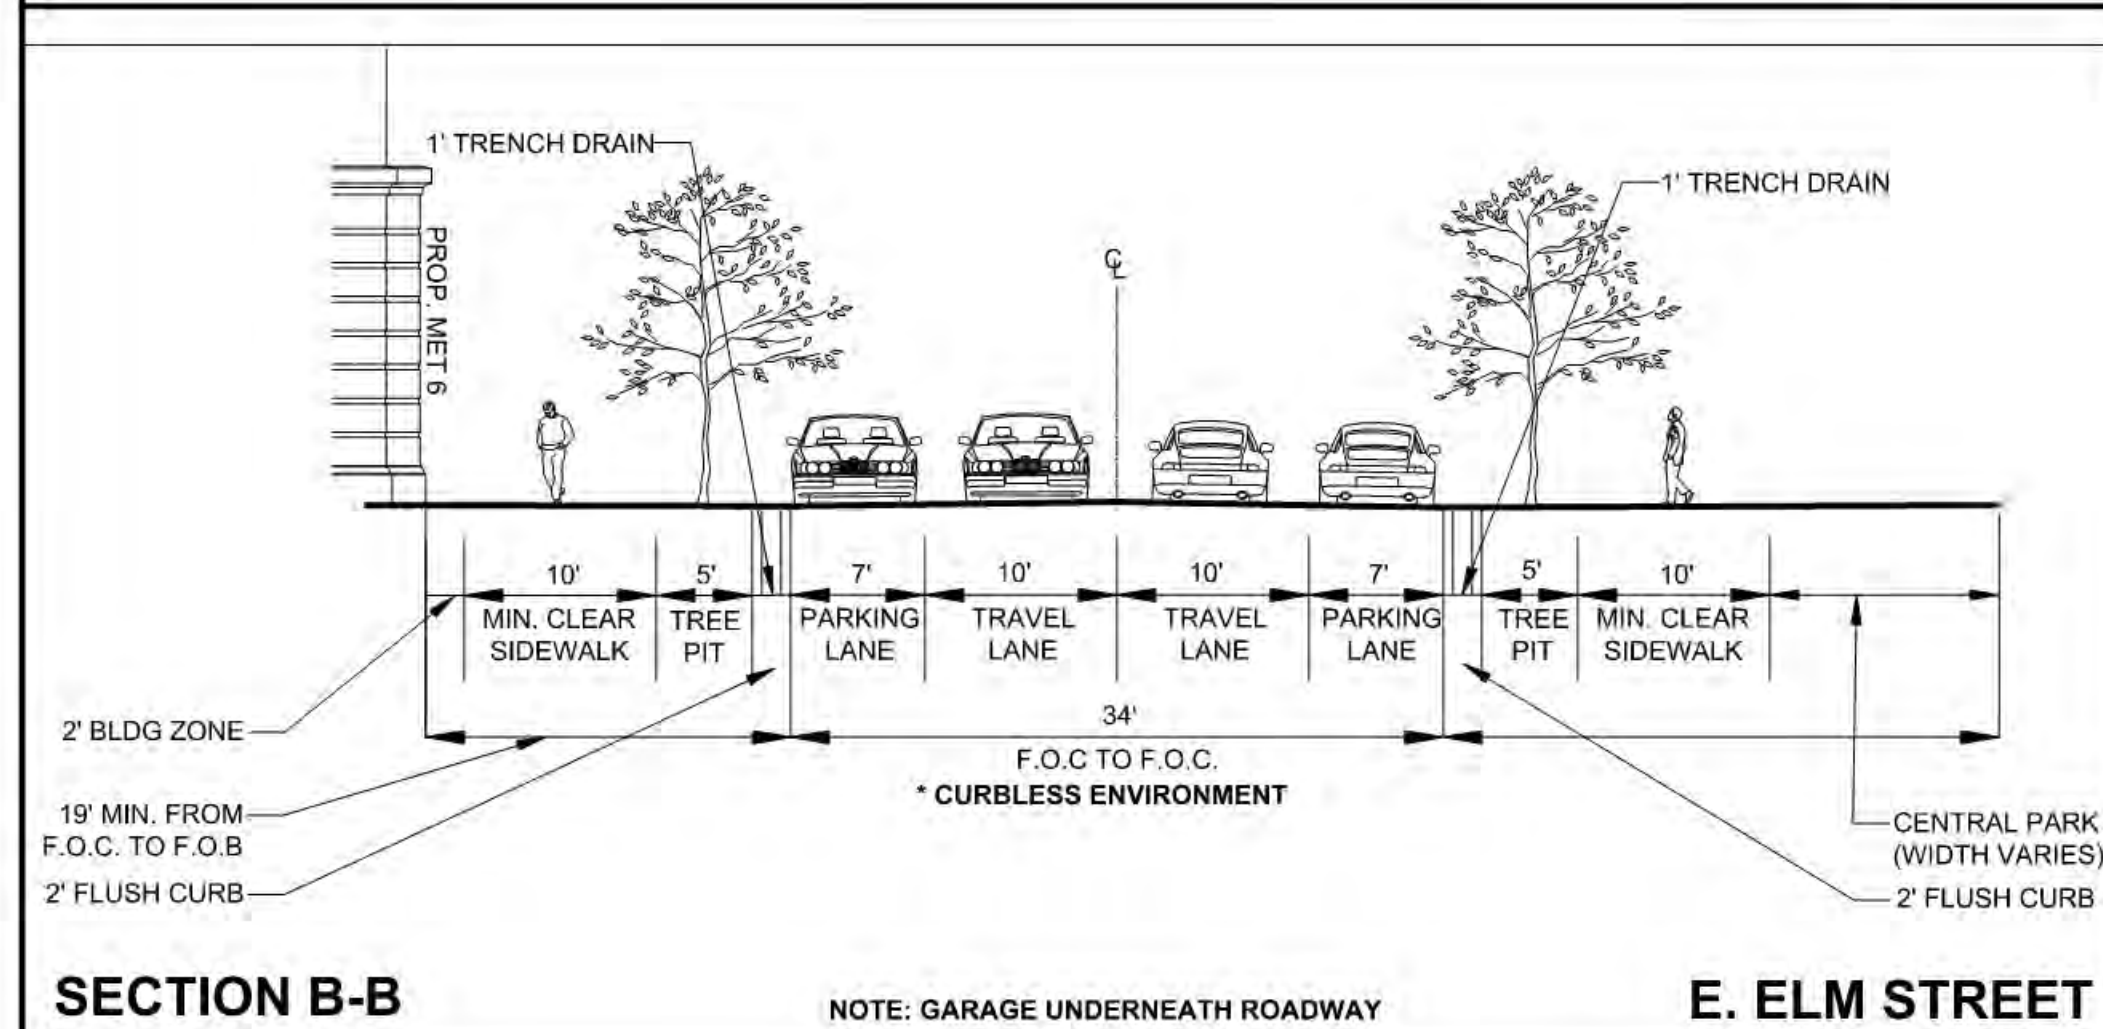 1' TRENCH DRAIN
1' TRENCH DRAIN
PROP. MET 6
CL
10'
5'
7'
10'
10'
7'
5'
10'
MIN. CLEAR
SIDEWALK
TREE
PIT
PARKING
LANE
TRAVEL
LANE
TRAVEL
LANE
PARKING
LANE
TREE
PIT
MIN. CLEAR
SIDEWALK
2' BLDG ZONE
34'
F.O.C TO F.O.C.
* CURBLESS ENVIRONMENT
19' MIN. FROM
F.O.C. TO F.O.B
2' FLUSH CURB
CENTRAL PARK
(WIDTH VARIES)
2' FLUSH CURB
SECTION B-B
NOTE: GARAGE UNDERNEATH ROADWAY
E. ELM STREET